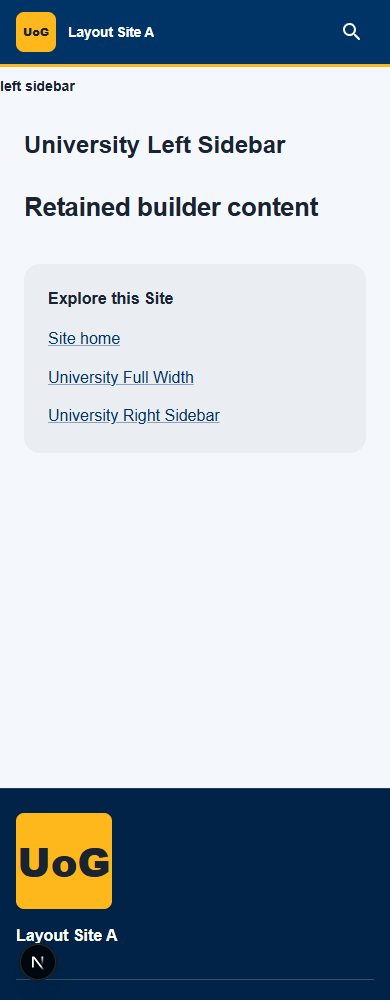 UoG
Layout Site A
left sidebar
University Left Sidebar
Retained builder content
Explore this Site
Site home
University Full Width
University Right Sidebar
UoG
Layout Site A
N